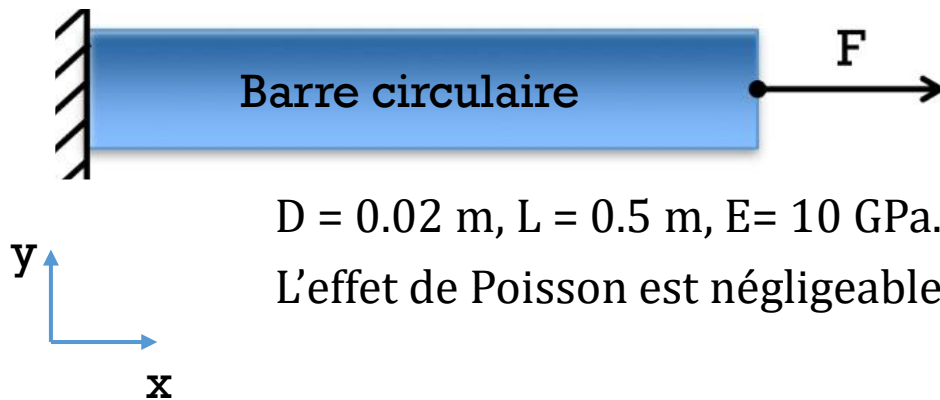 F
Barre circulaire
D = 0.02 m, L = 0.5 m, E= 10 GPa.
y
L’effet de Poisson est négligeable
x